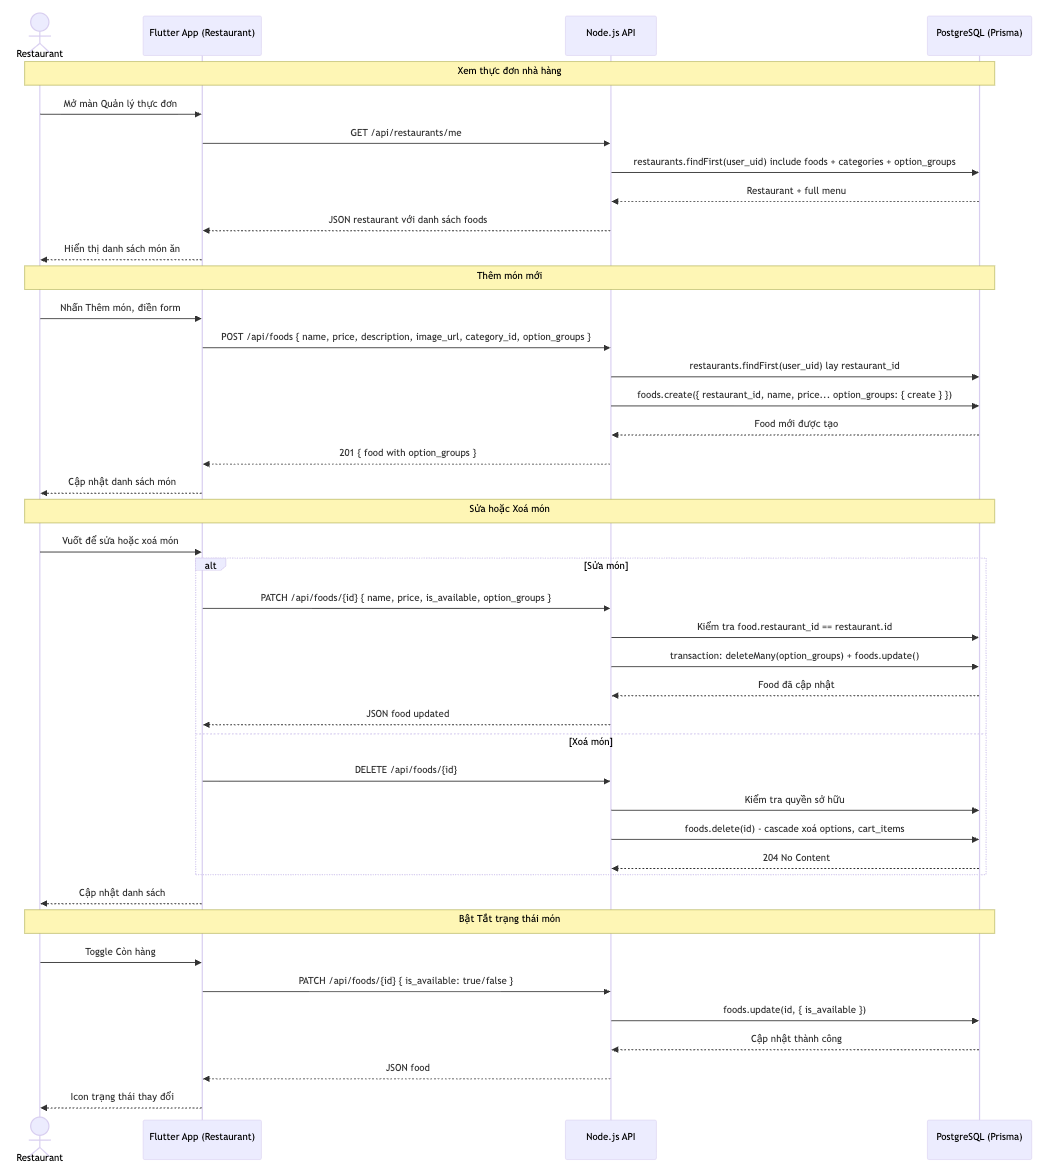 Restaurant
Flutter App (Restaurant)
Node.js API
PostgreSQL (Prisma)
Xem thực đơn nhà hàng
Mở màn Quản lý thực đơn
GET /api/restaurants/me
restaurants.findFirst(user_uid) include foods + categories + option_groups
Restaurant + full menu
JSON restaurant với danh sách foods
Hiển thị danh sách món ăn
Thêm món mới
Nhấn Thêm món, điền form
POST /api/foods { name, price, description, image_url, category_id, option_groups }
restaurants.findFirst(user_uid) lay restaurant_id
foods.create({ restaurant_id, name, price... option_groups: { create } })
Food mới được tạo
201 { food with option_groups }
Cập nhật danh sách món
Sửa hoặc Xoá món
Vuốt để sửa hoặc xoá món
alt
[Sửa món]
PATCH /api/foods/{id} { name, price, is_available, option_groups }
Kiểm tra food.restaurant_id == restaurant.id
transaction: deleteMany(option_groups) + foods.update()
Food đã cập nhật
JSON food updated
[Xoá món]
DELETE /api/foods/{id}
Kiểm tra quyền sở hữu
foods.delete(id) - cascade xoá options, cart_items
204 No Content
Cập nhật danh sách
Bật Tắt trạng thái món
Toggle Còn hàng
PATCH /api/foods/{id} { is_available: true/false }
foods.update(id, { is_available })
Cập nhật thành công
JSON food
Icon trạng thái thay đổi
Restaurant
Flutter App (Restaurant)
Node.js API
PostgreSQL (Prisma)